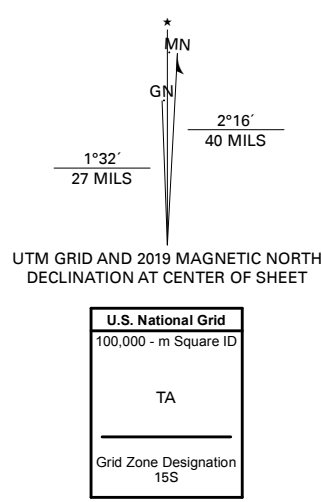 MN
GN
2°16´
40 MILS
1°32´
27 MILS
UTM GRID AND 2019 MAGNETIC NORTH
DECLINATION AT CENTER OF SHEET
U.S. National Grid
100,000 - m Square ID
TA
Grid Zone Designation
15S